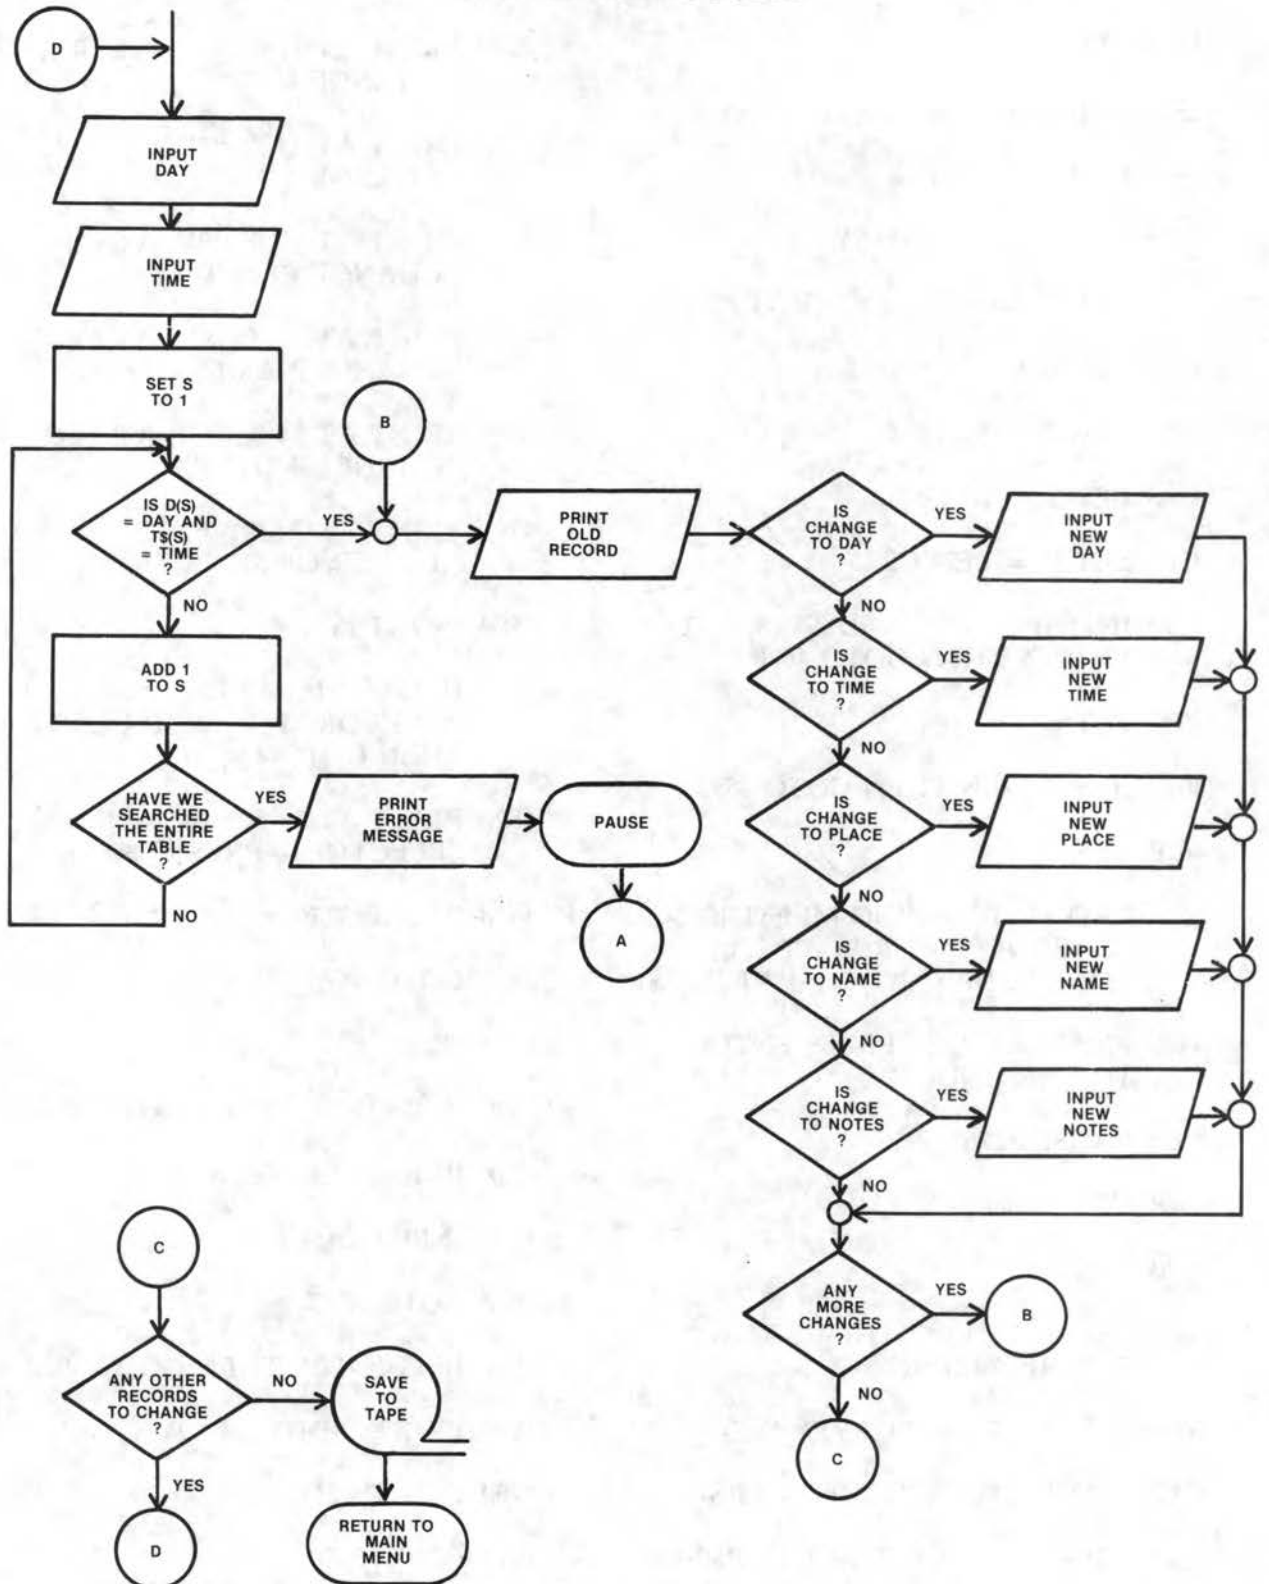 D
INPUT
DAY
INPUT
TIME
SET S
TO 1
IS D(S)
= DAY AND
T$(S)
= TIME
?
YES
NO
B
ADD 1
TO S
HAVE WE
SEARCHED
THE ENTIRE
TABLE
?
YES
NO
PRINT
ERROR
MESSAGE
PAUSE
A
PRINT
OLD
RECORD
IS
CHANGE
TO DAY
?
YES
NO
INPUT
NEW
DAY
IS
CHANGE
TO TIME
?
YES
NO
INPUT
NEW
TIME
IS
CHANGE
TO PLACE
?
YES
NO
INPUT
NEW
PLACE
IS
CHANGE
TO NAME
?
YES
NO
INPUT
NEW
NAME
IS
CHANGE
TO NOTES
?
YES
NO
INPUT
NEW
NOTES
ANY
MORE
CHANGES
?
YES
B
NO
C
C
ANY OTHER
RECORDS
TO CHANGE
?
NO
YES
D
SAVE
TO
TAPE
RETURN TO
MAIN
MENU